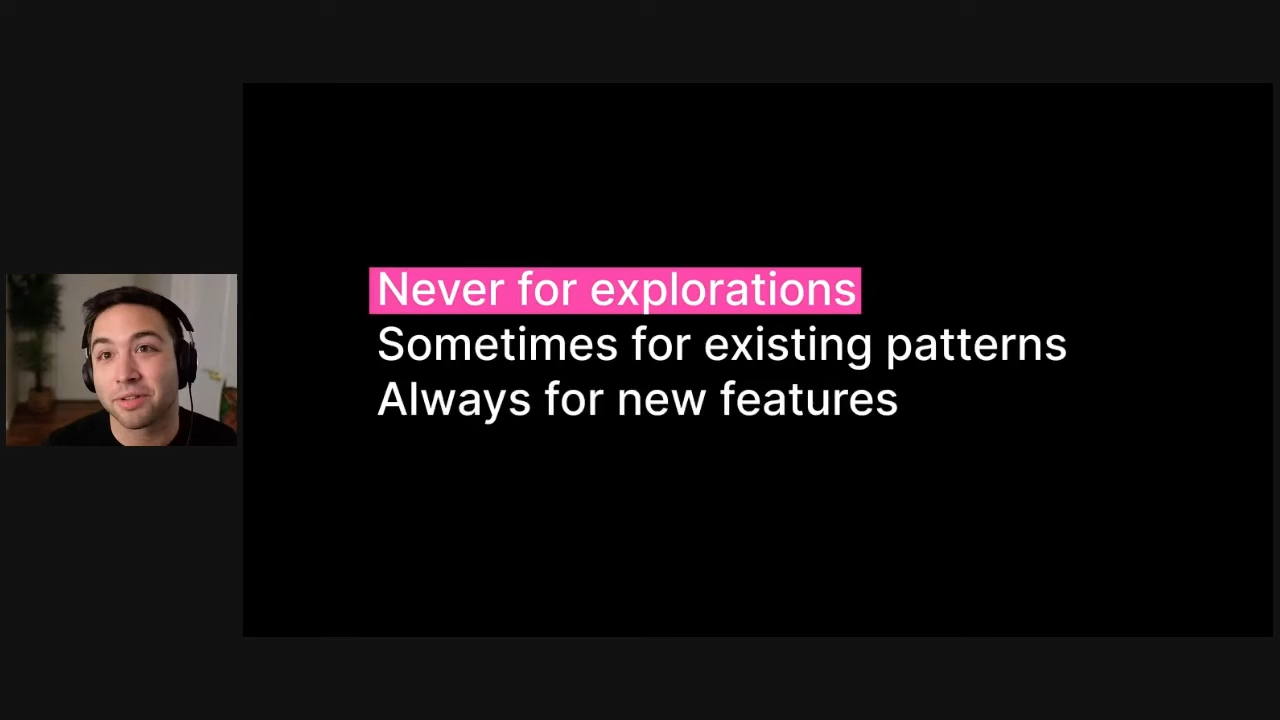 Never for explorations
Sometimes for existing patterns
Always for new features